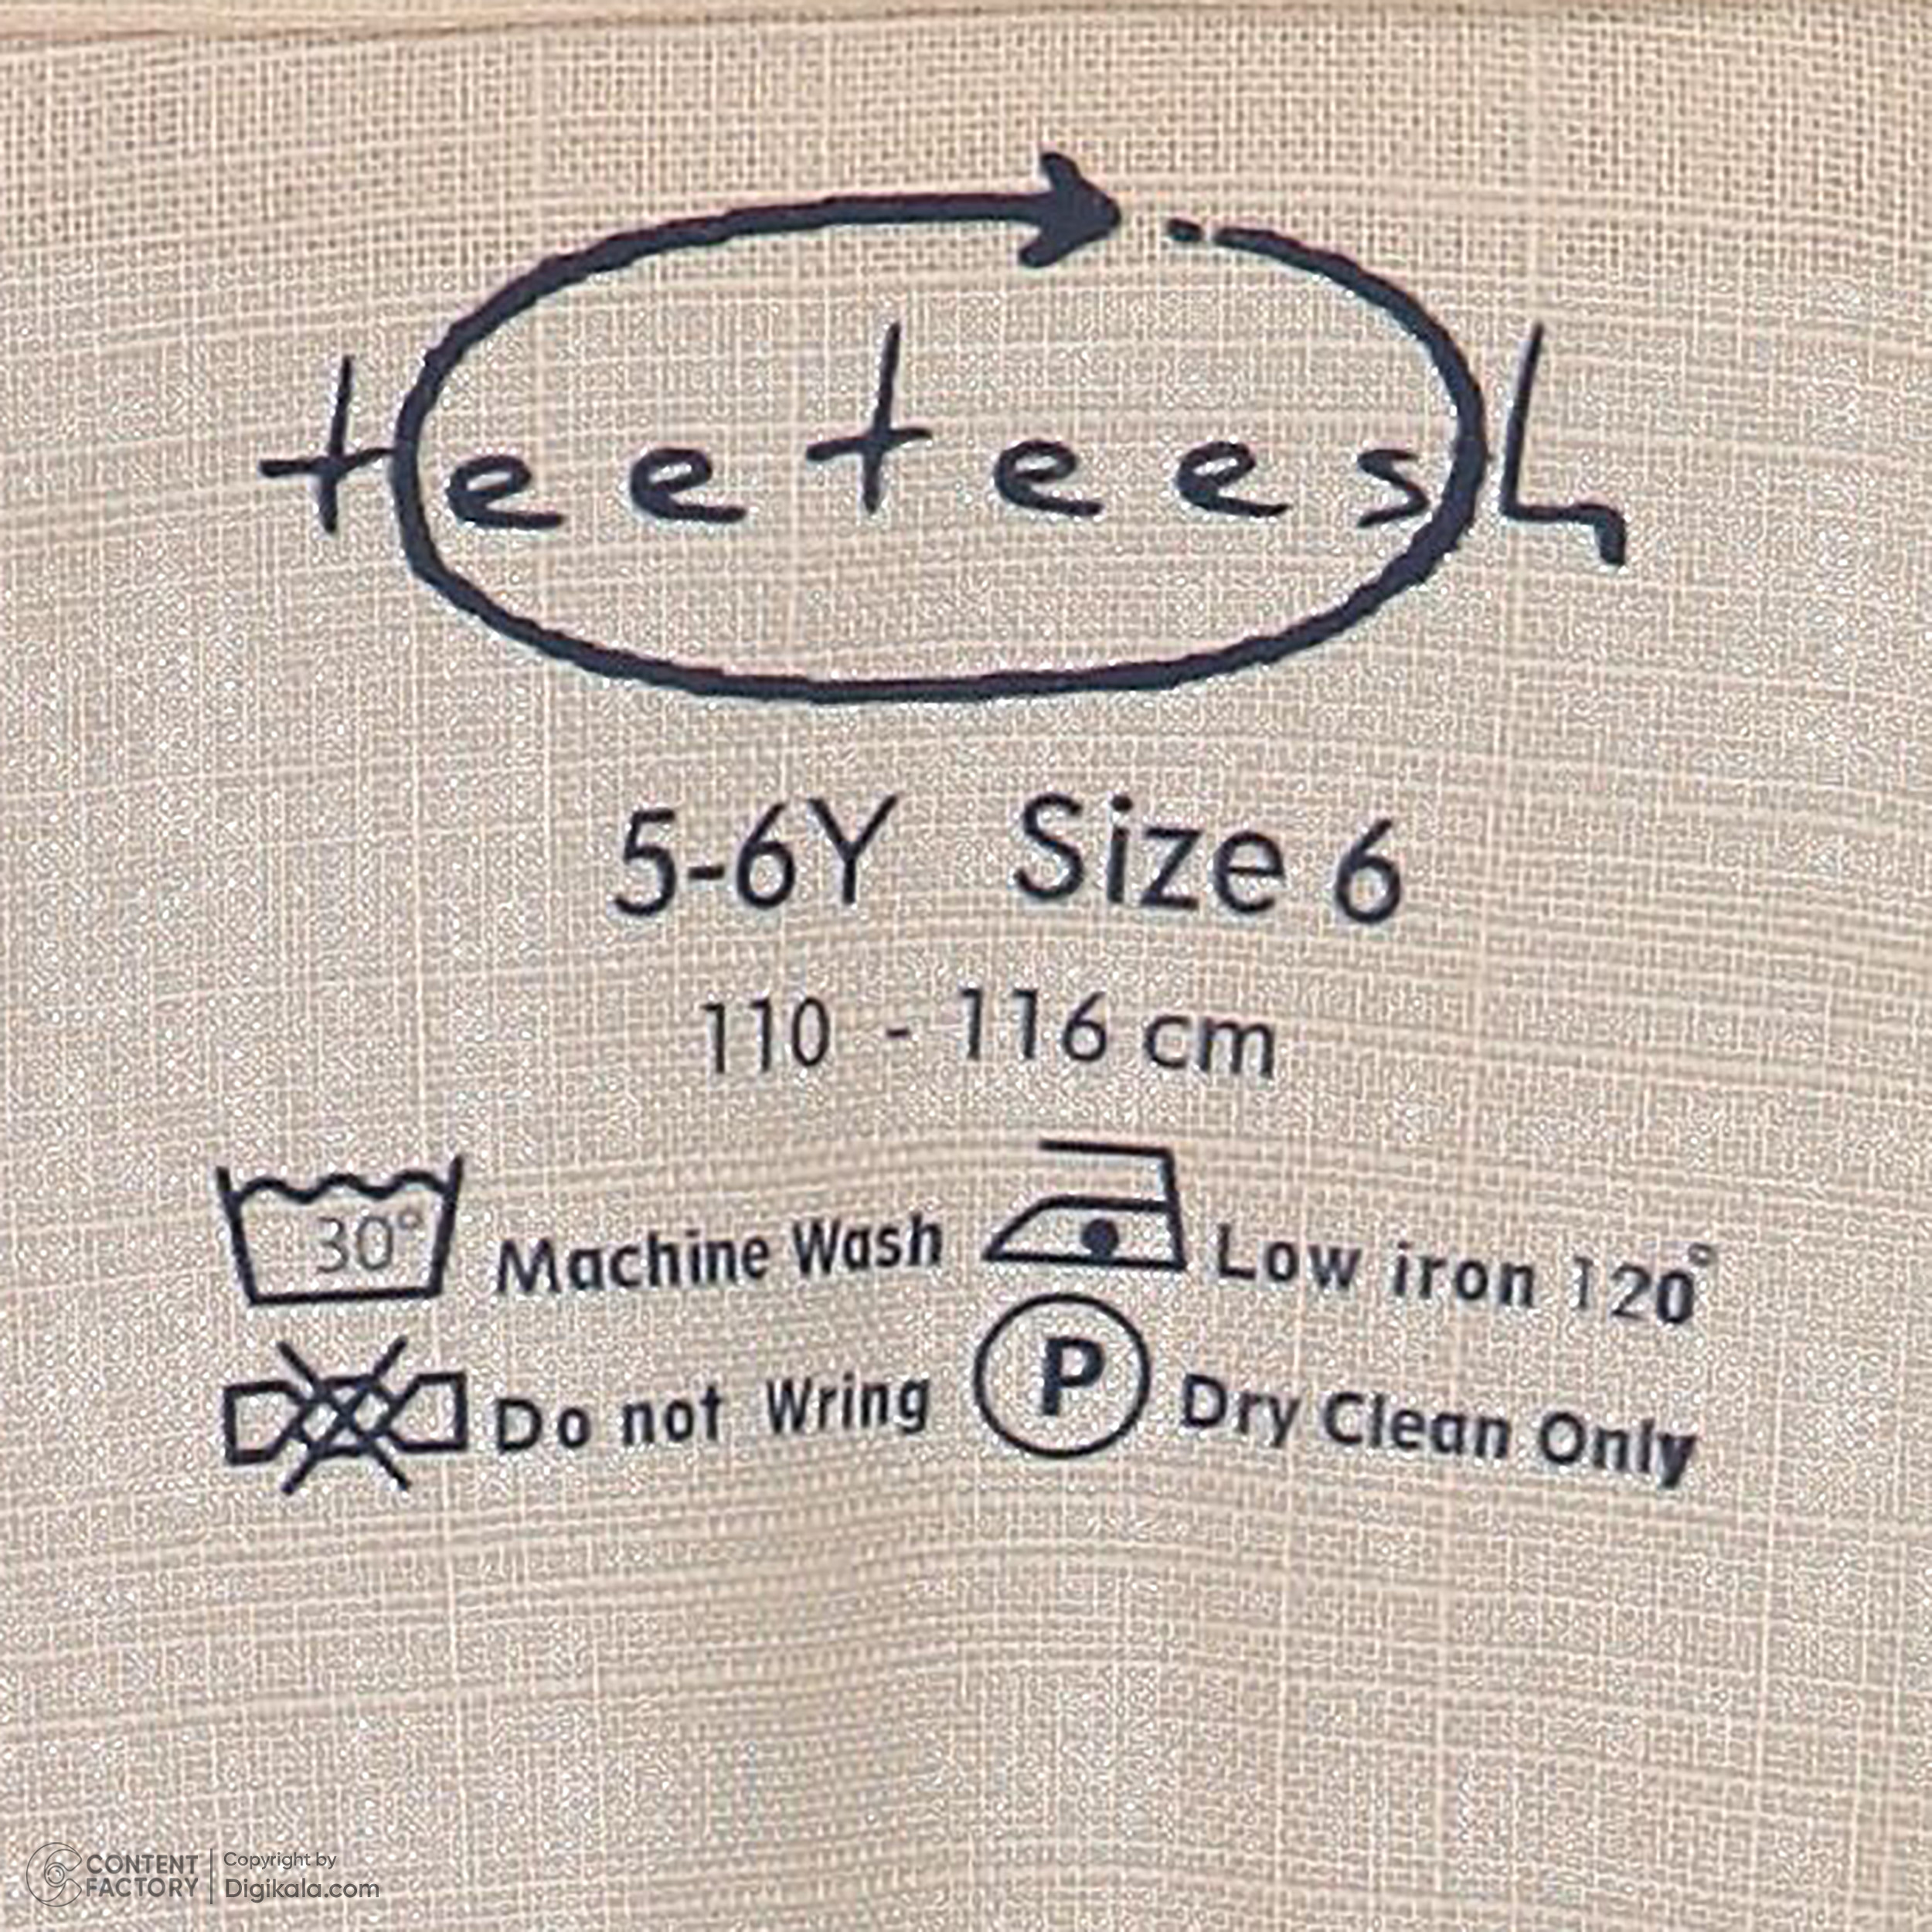 teeteesh
5-6Y Size 6
110 - 116 cm
30° Machine Wash
Low iron 120°
Do not Wring
P Dry Clean Only
CONTENT FACTORY
Copyright by
Digikala.com